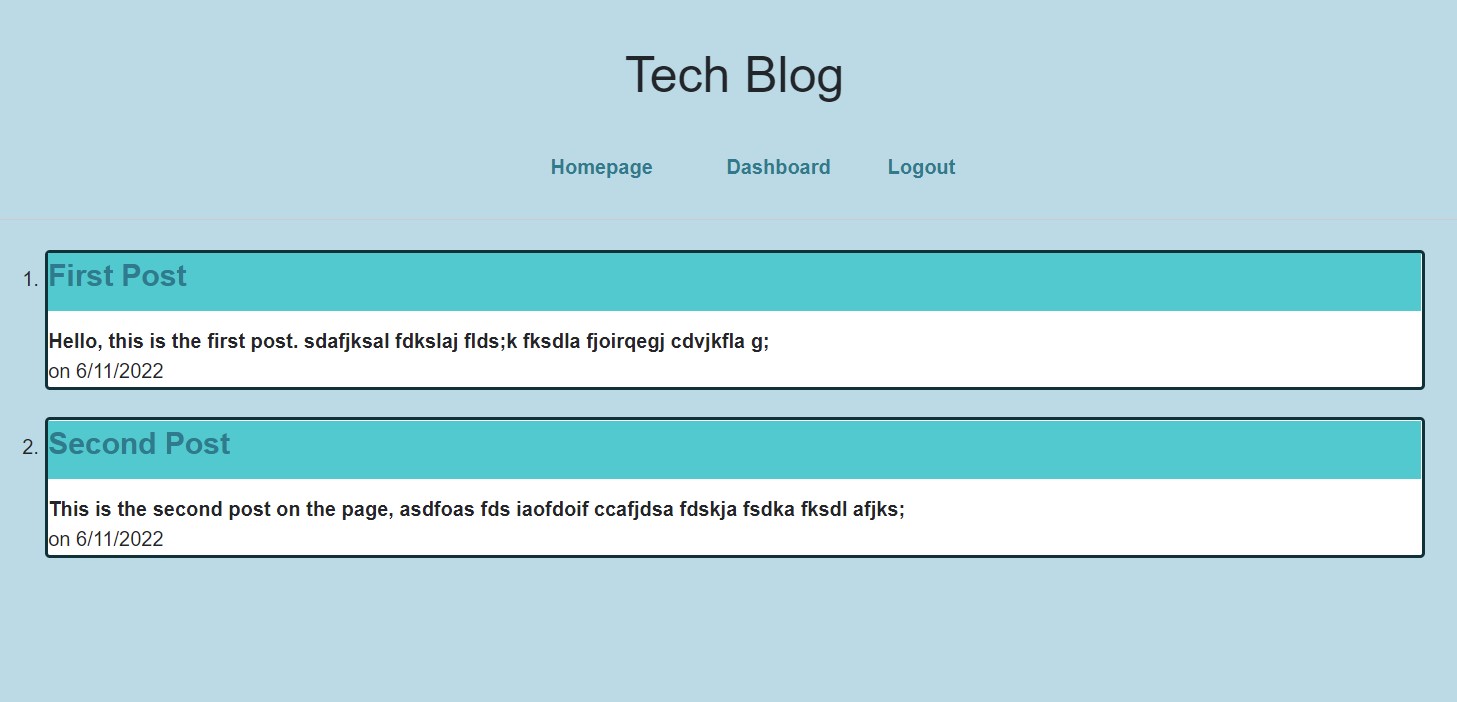 Tech Blog
Homepage Dashboard Logout
1. First Post
Hello, this is the first post. sdafjksal fdkslaj flds;k fksdla fjoirqegj cdvjkfla g;
on 6/11/2022
2. Second Post
This is the second post on the page, asdfoas fds iaofdoif ccafjdsa fdskja fsdka fksdl afjks;
on 6/11/2022